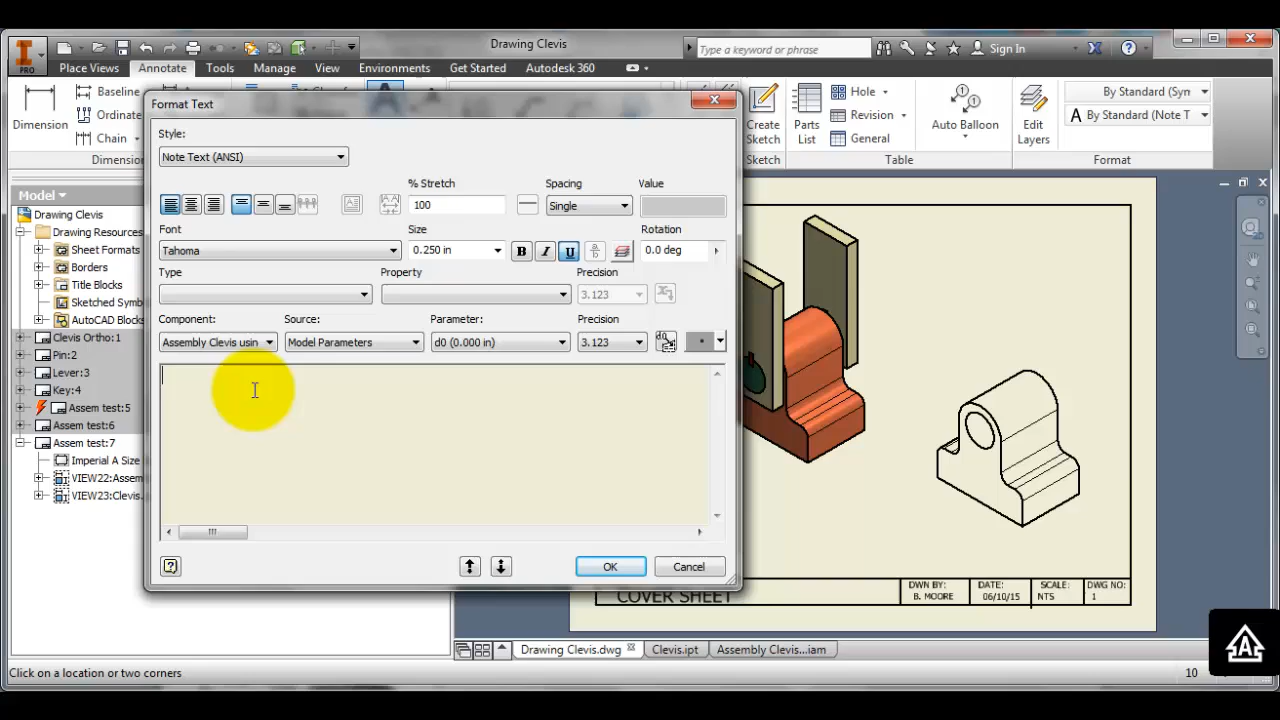 Drawing Clevis
Type a keyword or phrase
Sign In
PRO
Place Views
Annotate
Tools
Manage
View
Environments
Get Started
Autodesk 360
Dimension
Baseline
Ordinate
Chain
Create
Sketch
Sketch
Parts
List
Hole
Revision
General
Auto Balloon
Table
Edit
Layers
By Standard (Syn
A By Standard (Note T
Format
Format Text
Style:
Note Text (ANSI)
% Stretch
100
Spacing
Single
Value
Font
Tahoma
Size
0.250 in
B I U
Rotation
0.0 deg
Type
Property
Precision
3.123
Component:
Assembly Clevis usin
Source:
Model Parameters
Parameter:
d0 (0.000 in)
Precision
3.123
OK
Cancel
Model
Drawing Clevis
Drawing Resources
Sheet Formats
Borders
Title Blocks
Sketched Symb
AutoCAD Blocks
Clevis Ortho:1
Pin:2
Lever:3
Key:4
Assem test:5
Assem test:6
Assem test:7
Imperial A Size
VIEW22:Assem
VIEW23:Clevis.
COVER SHEET
DWN BY:
B. MOORE
DATE:
06/10/15
SCALE:
NTS
DWG NO:
1
Drawing Clevis.dwg
Clevis.ipt
Assembly Clevis...iam
Click on a location or two corners
10
A